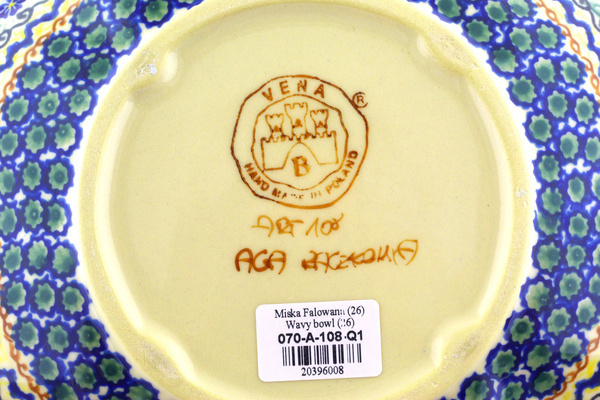 VENA
®
B
HAND MADE IN POLAND
ART 108
AGA
Miska Falowana (26)
Wavy bowl (26)
070-A-108-Q1
20396008